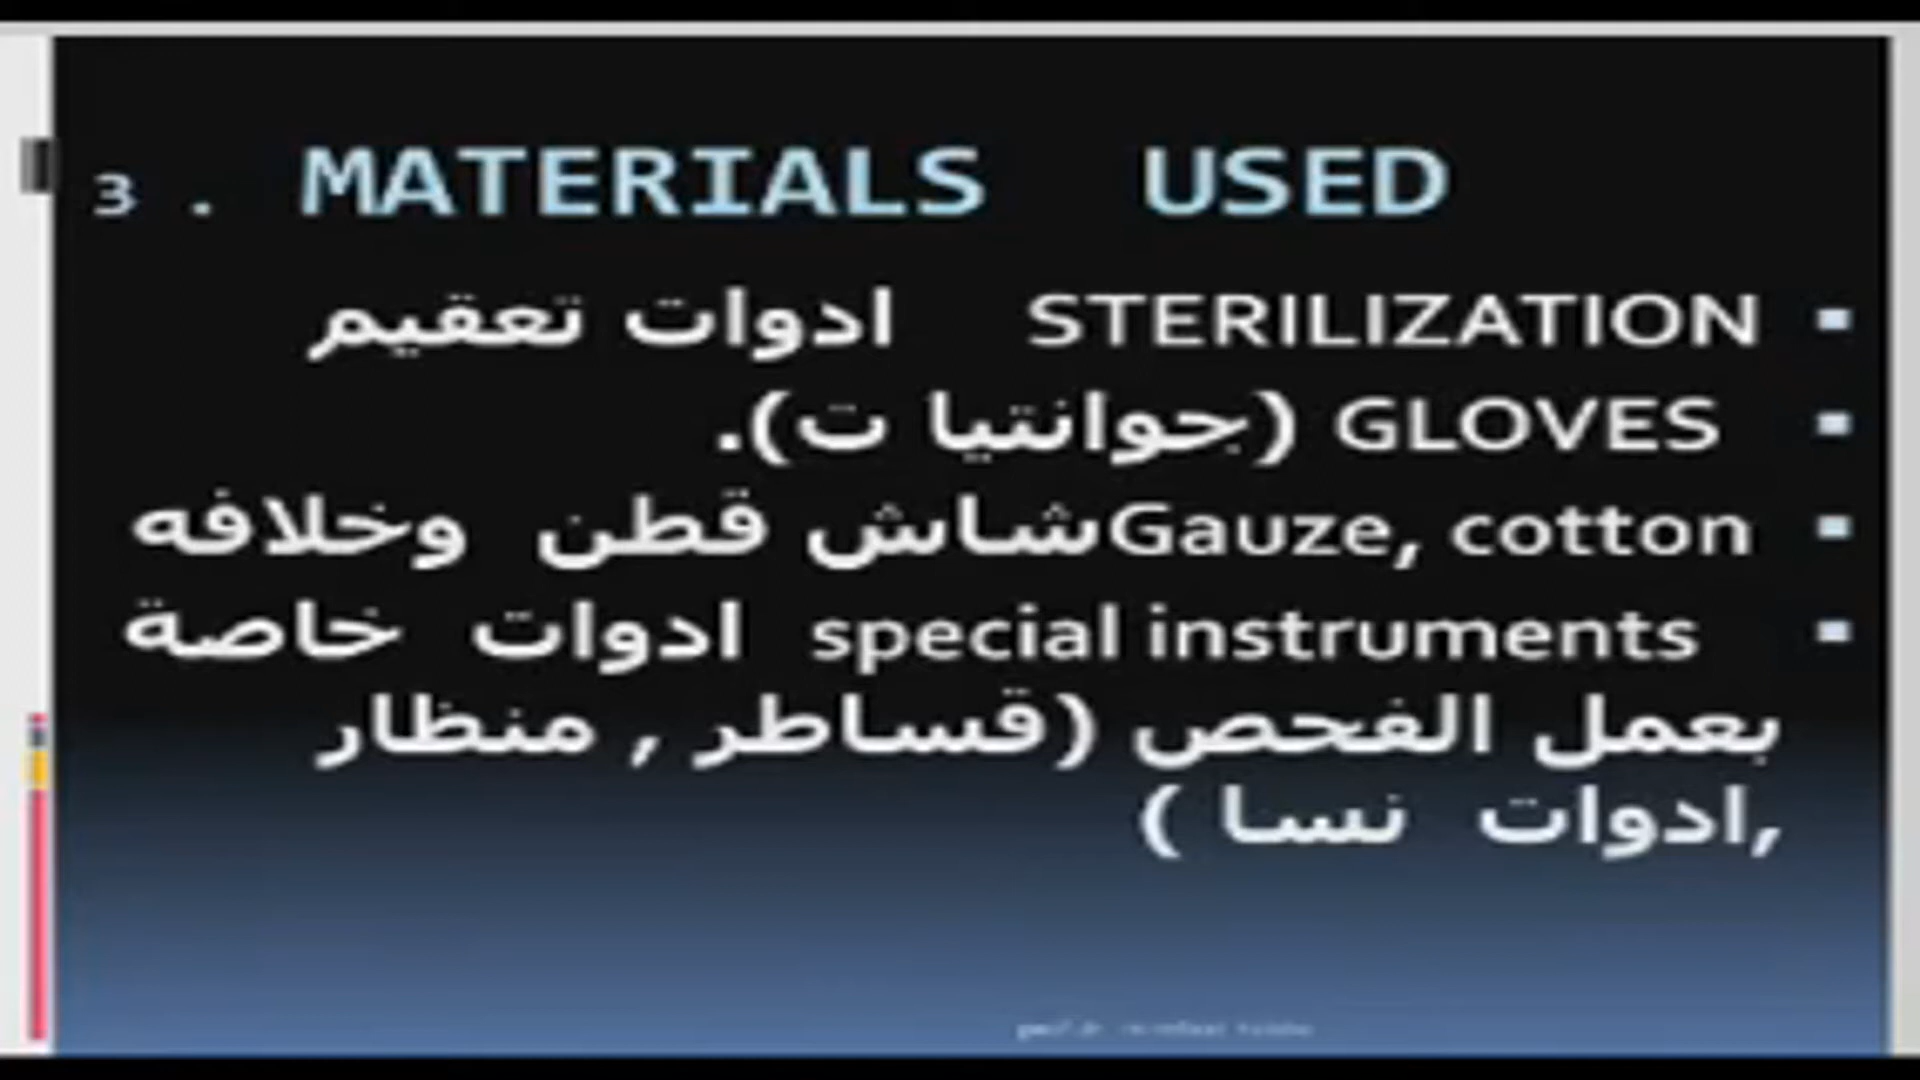 3 . MATERIALS USED
STERILIZATION ادوات تعقيم
GLOVES (جوانتيا ت).
Gauze, cotton شاش قطن وخلافه
special instruments ادوات خاصة
بعمل الفحص (قساطر , منظار
,ادوات نسا )